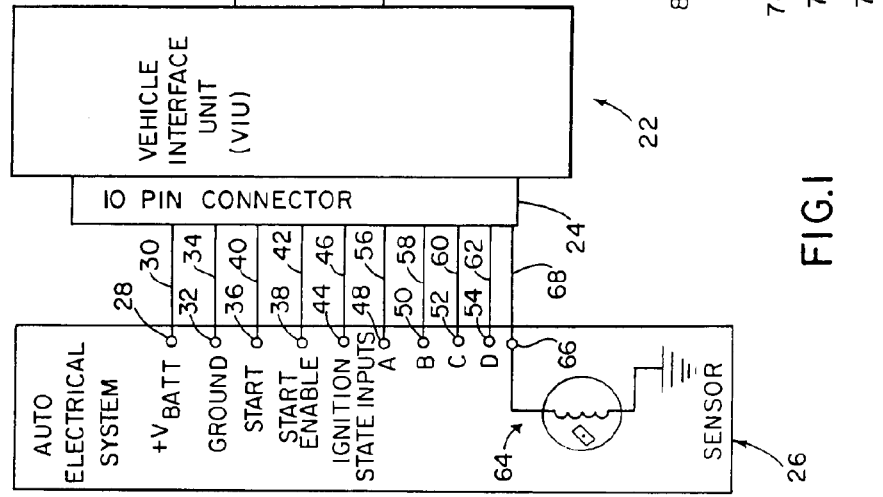 VEHICLE
INTERFACE
UNIT
(VIU)
22
10 PIN CONNECTOR
24
30
34
40
42
46
56
58
60
62
68
28
32
36
38
44
48
50
52
54
66
AUTO
ELECTRICAL
SYSTEM
+VBATT
GROUND
START
START
ENABLE
IGNITION
STATE INPUTS
A
B
C
D
64
SENSOR
26
FIG.1